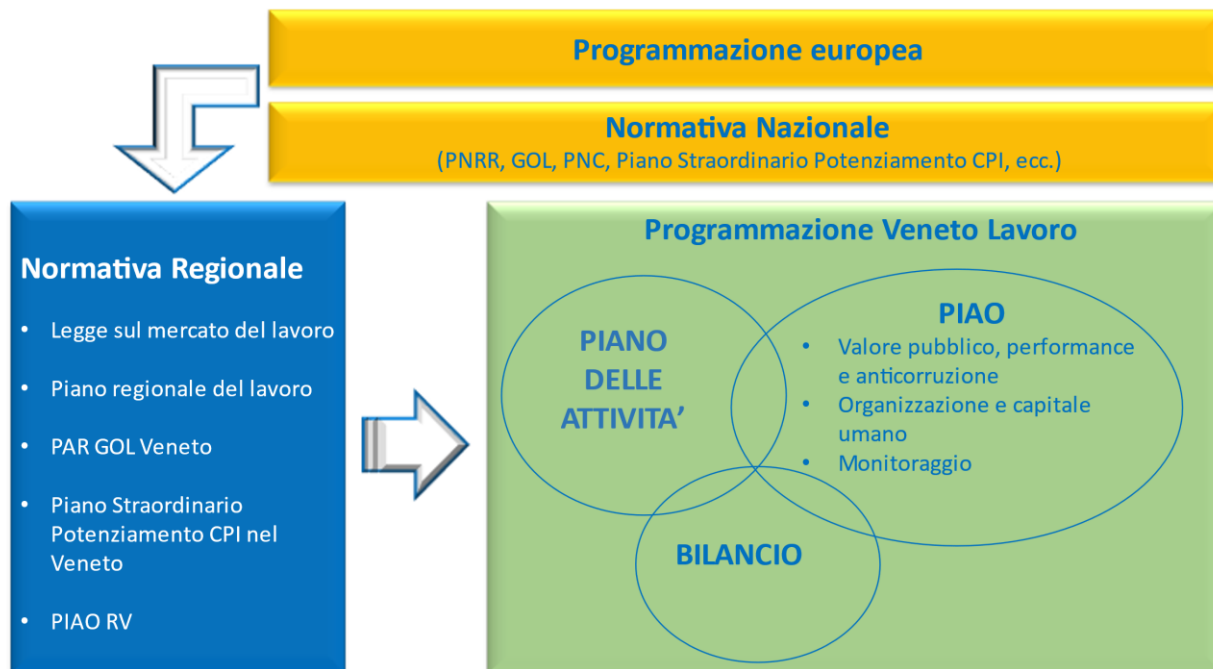 Programmazione europea
Normativa Nazionale
(PNRR, GOL, PNC, Piano Straordinario Potenziamento CPI, ecc.)
Normativa Regionale
• Legge sul mercato del lavoro
• Piano regionale del lavoro
• PAR GOL Veneto
• Piano Straordinario
Potenziamento CPI nel
Veneto
• PIAO RV
Programmazione Veneto Lavoro
PIANO
DELLE
ATTIVITA’
PIAO
• Valore pubblico, performance
e anticorruzione
• Organizzazione e capitale
umano
• Monitoraggio
BILANCIO